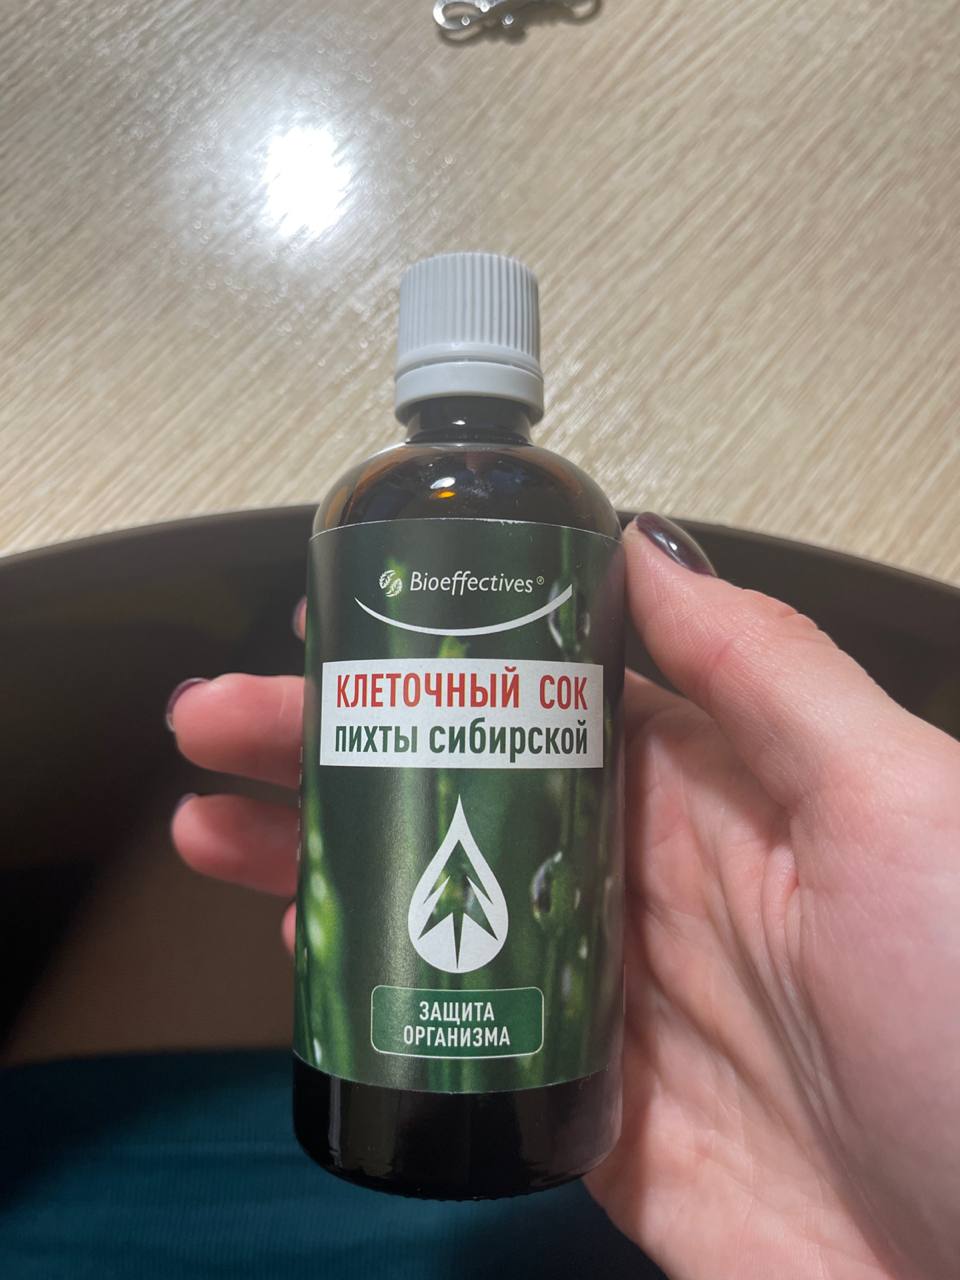 Bioeffectives®
КЛЕТОЧНЫЙ СОК
ПИХТЫ СИБИРСКОЙ
ЗАЩИТА
ОРГАНИЗМА